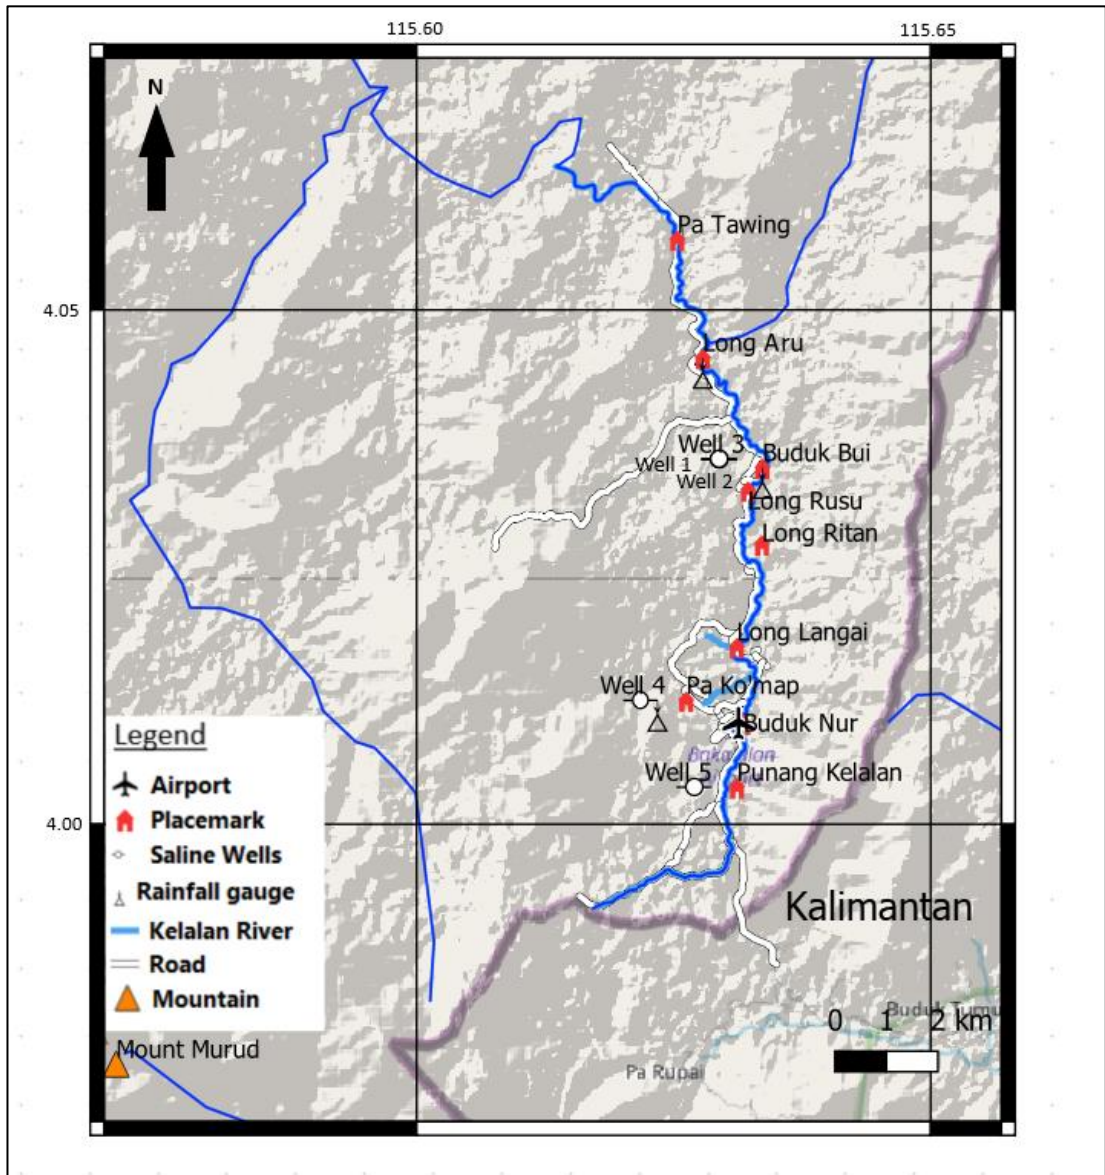 115.60
115.65
N
Pa Tawing
4.05
Long Aru
Well 3
Buduk Bui
Well 1
Well 2
Long Rusu
Long Ritan
Long Langai
Well 4
Pa Ko'map
Buduk Nur
Well 5
Punang Kelalan
4.00
Legend
Airport
Placemark
Saline Wells
Rainfall gauge
Kelalan River
Road
Mountain
Kalimantan
Buduk Tumu
0 1 2 km
Mount Murud
Pa Rupai